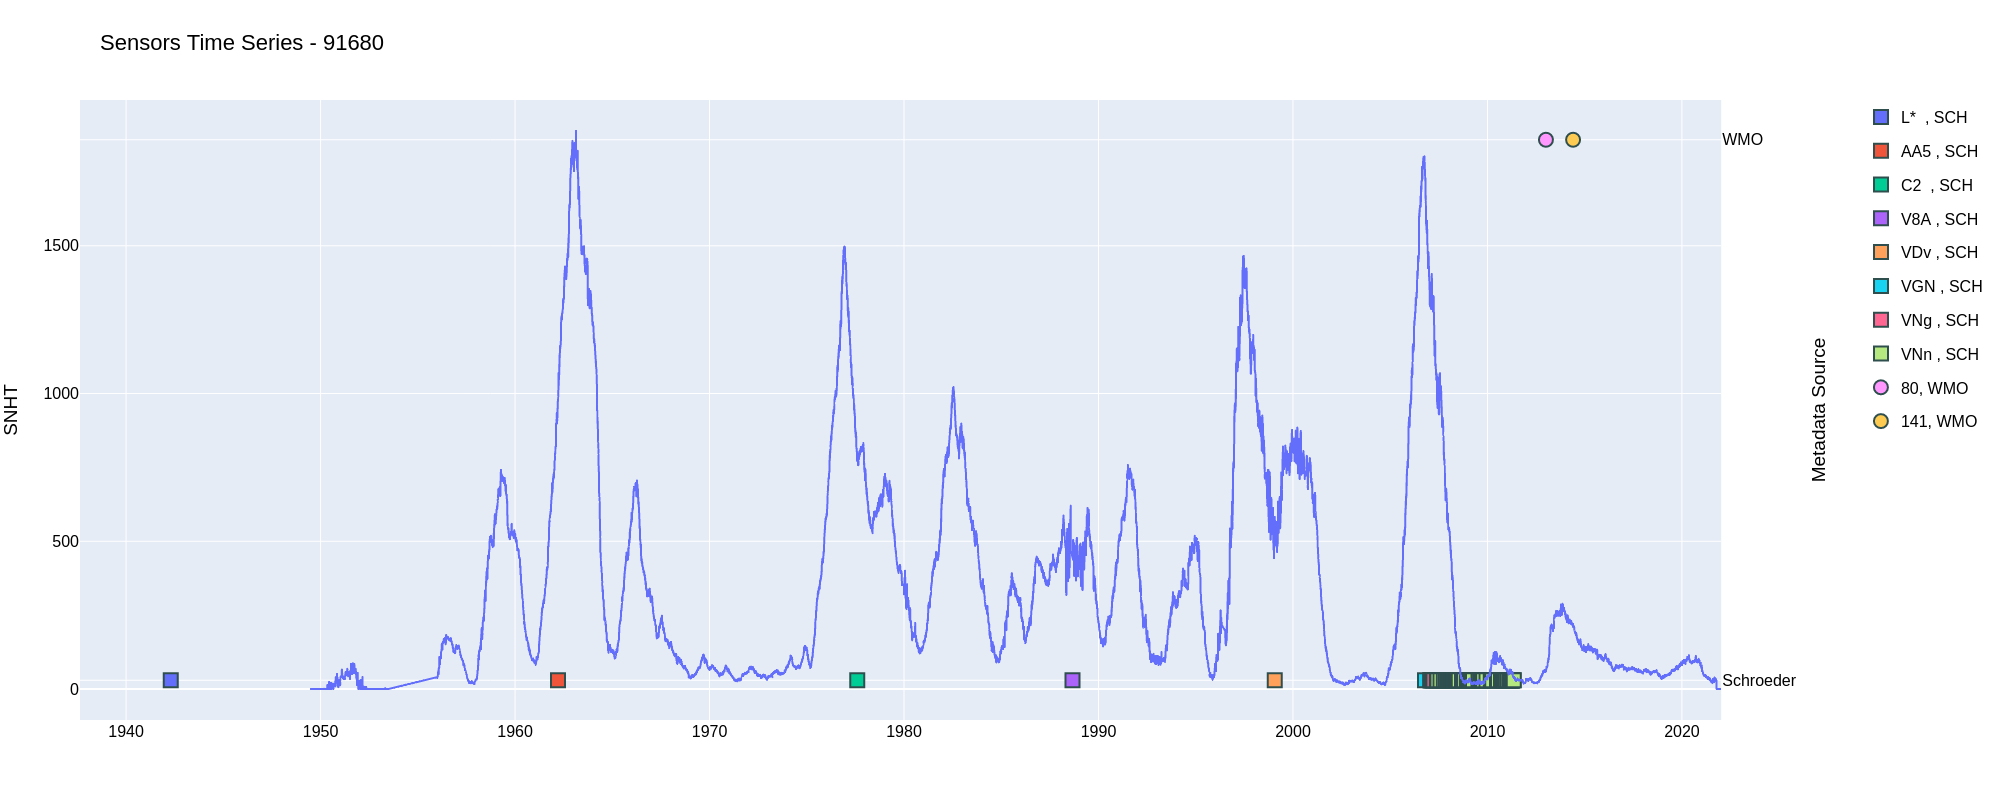 Sensors Time Series - 91680
SNHT
1500
1000
500
0
1940
1950
1960
1970
1980
1990
2000
2010
2020
WMO
Schroeder
Metadata Source
L*  , SCH
AA5 , SCH
C2  , SCH
V8A , SCH
VDv , SCH
VGN , SCH
VNg , SCH
VNn , SCH
80, WMO
141, WMO